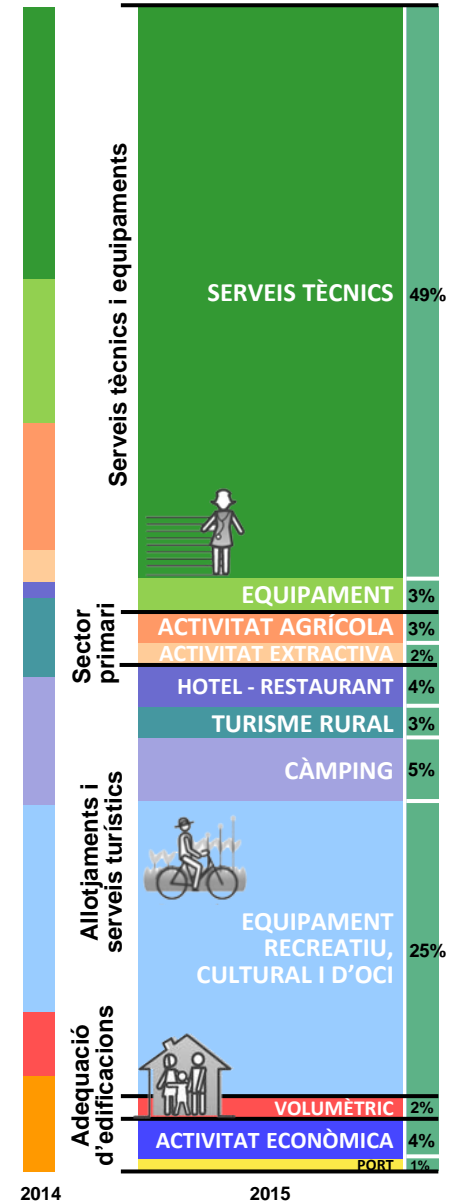 Serveis tècnics i equipaments
SERVEIS TÈCNICS 49%
EQUIPAMENT 3%
Sector
primari
ACTIVITAT AGRÍCOLA 3%
ACTIVITAT EXTRACTIVA 2%
Allotjaments i
serveis turístics
HOTEL - RESTAURANT 4%
TURISME RURAL 3%
CÀMPING 5%
EQUIPAMENT
RECREATIU,
CULTURAL I D’OCI
25%
Adequació
d’edificacions
VOLUMÈTRIC 2%
ACTIVITAT ECONÒMICA 4%
PORT 1%
2014 2015